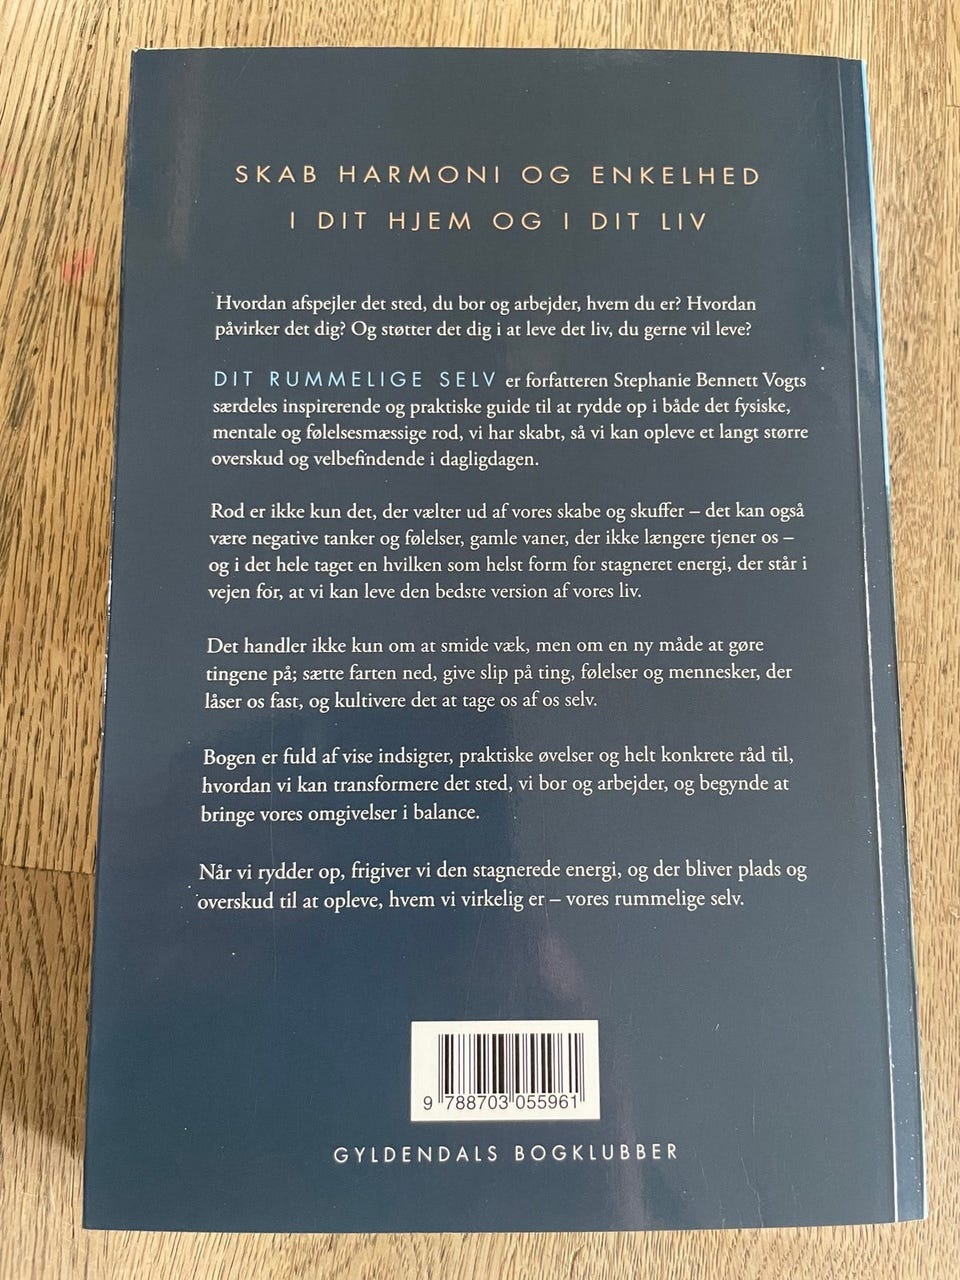 SKAB HARMONI OG ENKELHED
I DIT HJEM OG I DIT LIV
Hvordan afspejler det sted, du bor og arbejder, hvem du er? Hvordan
påvirker det dig? Og støtter det dig i at leve det liv, du gerne vil leve?
DIT RUMMELIGE SELV er forfatteren Stephanie Bennett Vogts
særdeles inspirerende og praktiske guide til at rydde op i både det fysiske,
mentale og følelsesmæssige rod, vi har skabt, så vi kan opleve et langt større
overskud og velbefindende i dagligdagen.
Rod er ikke kun det, der vælter ud af vores skabe og skuffer – det kan også
være negative tanker og følelser, gamle vaner, der ikke længere tjener os –
og i det hele taget en hvilken som helst form for stagneret energi, der står i
vejen for, at vi kan leve den bedste version af vores liv.
Det handler ikke kun om at smide væk, men om en ny måde at gøre
tingene på; sætte farten ned, give slip på ting, følelser og mennesker, der
låser os fast, og kultivere det at tage os af os selv.
Bogen er fuld af vise indsigter, praktiske øvelser og helt konkrete råd til,
hvordan vi kan transformere det sted, vi bor og arbejder, og begynde at
bringe vores omgivelser i balance.
Når vi rydder op, frigiver vi den stagnerede energi, og der bliver plads og
overskud til at opleve, hvem vi virkelig er – vores rummelige selv.
9 788703 055961
GYLDENDALS BOGKLUBBER